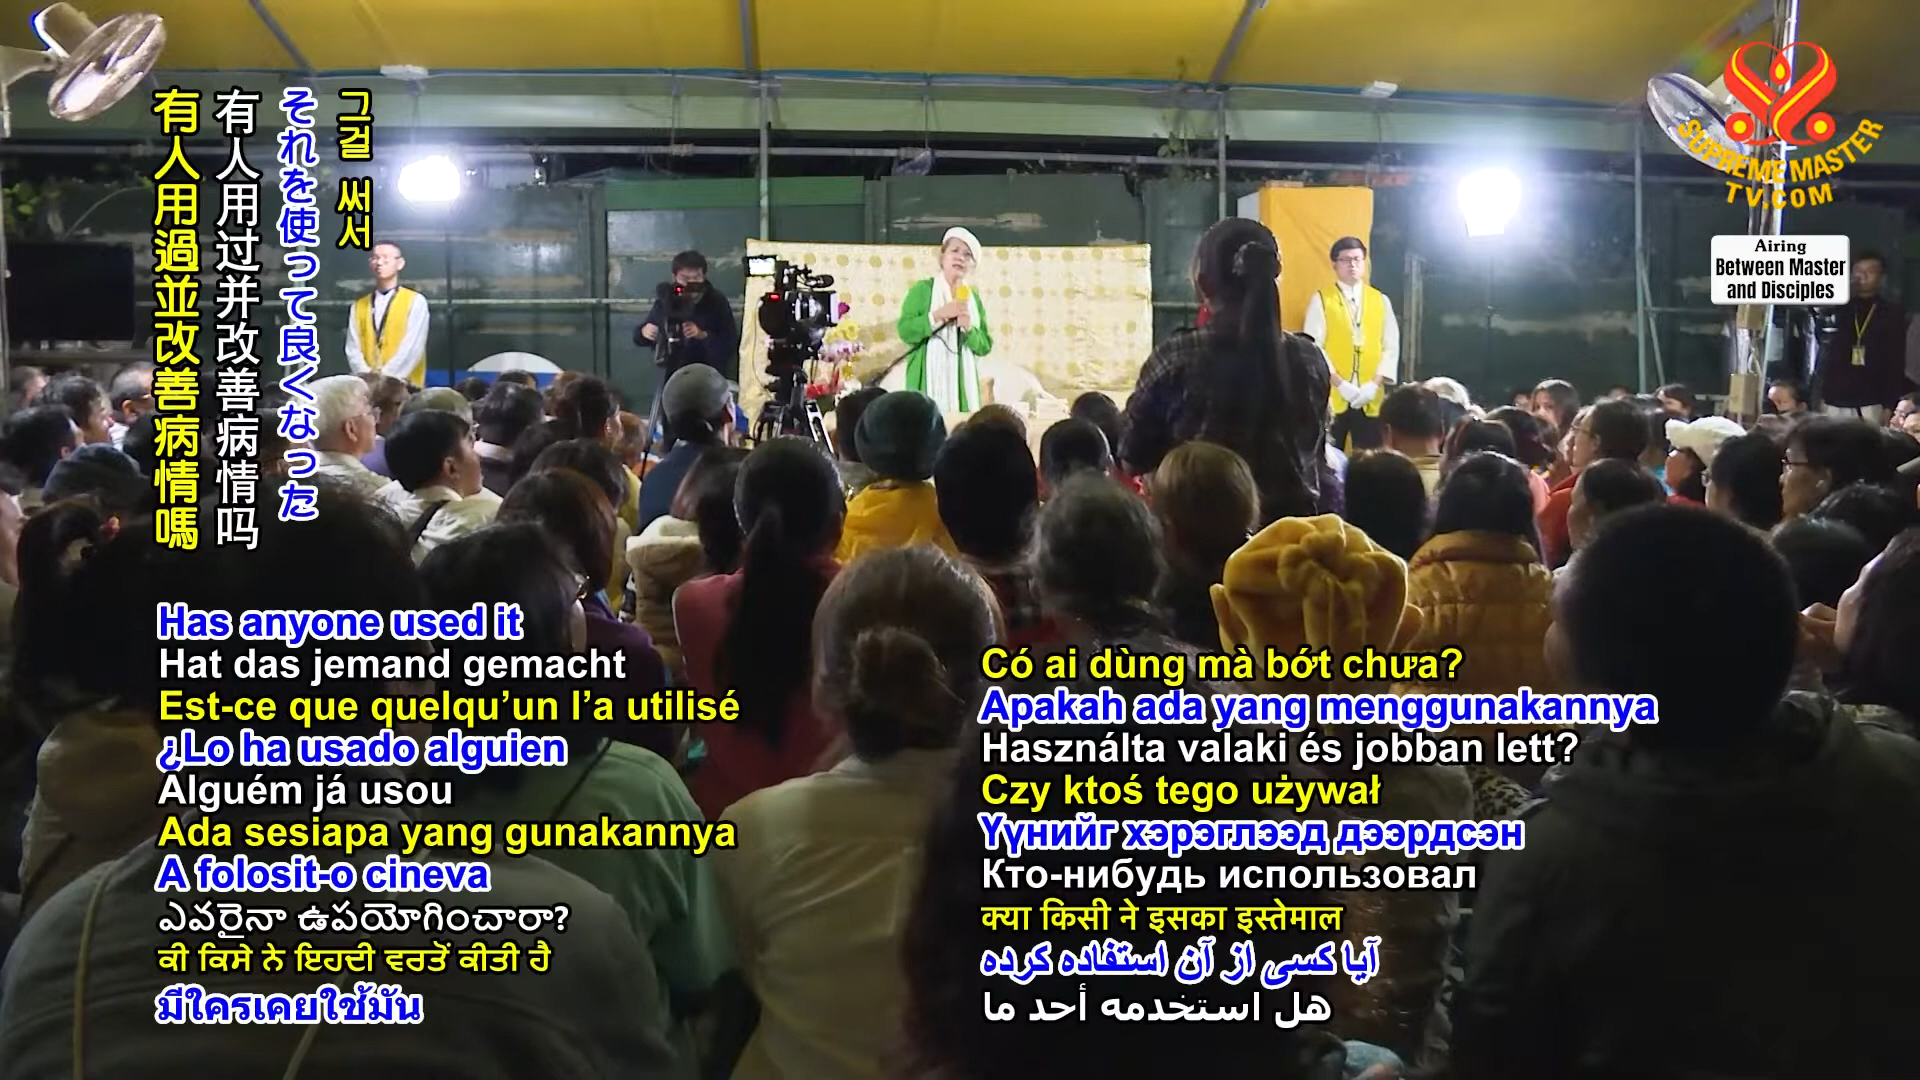 有人用過並改善病情嗎
有人用过并改善病情吗
それを使って良くなった
그걸 써서
SUPREME MASTER
TV.COM
Airing
Between Master
and Disciples
Has anyone used it
Hat das jemand gemacht
Est-ce que quelqu’un l’a utilisé
¿Lo ha usado alguien
Alguém já usou
Ada sesiapa yang gunakannya
A folosit-o cineva
ఎవరైనా ఉపయోగించారా?
ਕੀ ਕਿਸੇ ਨੇ ਇਹਦੀ ਵਰਤੋਂ ਕੀਤੀ ਹੈ
มีใครเคยใช้มัน
Có ai dùng mà bớt chưa?
Apakah ada yang menggunakannya
Használta valaki és jobban lett?
Czy ktoś tego używał
Үүнийг хэрэглээд дээрдсэн
Кто-нибудь использовал
क्या किसी ने इसका इस्तेमाल
آیا کسی از آن استفاده کرده
هل استخدمه أحد ما